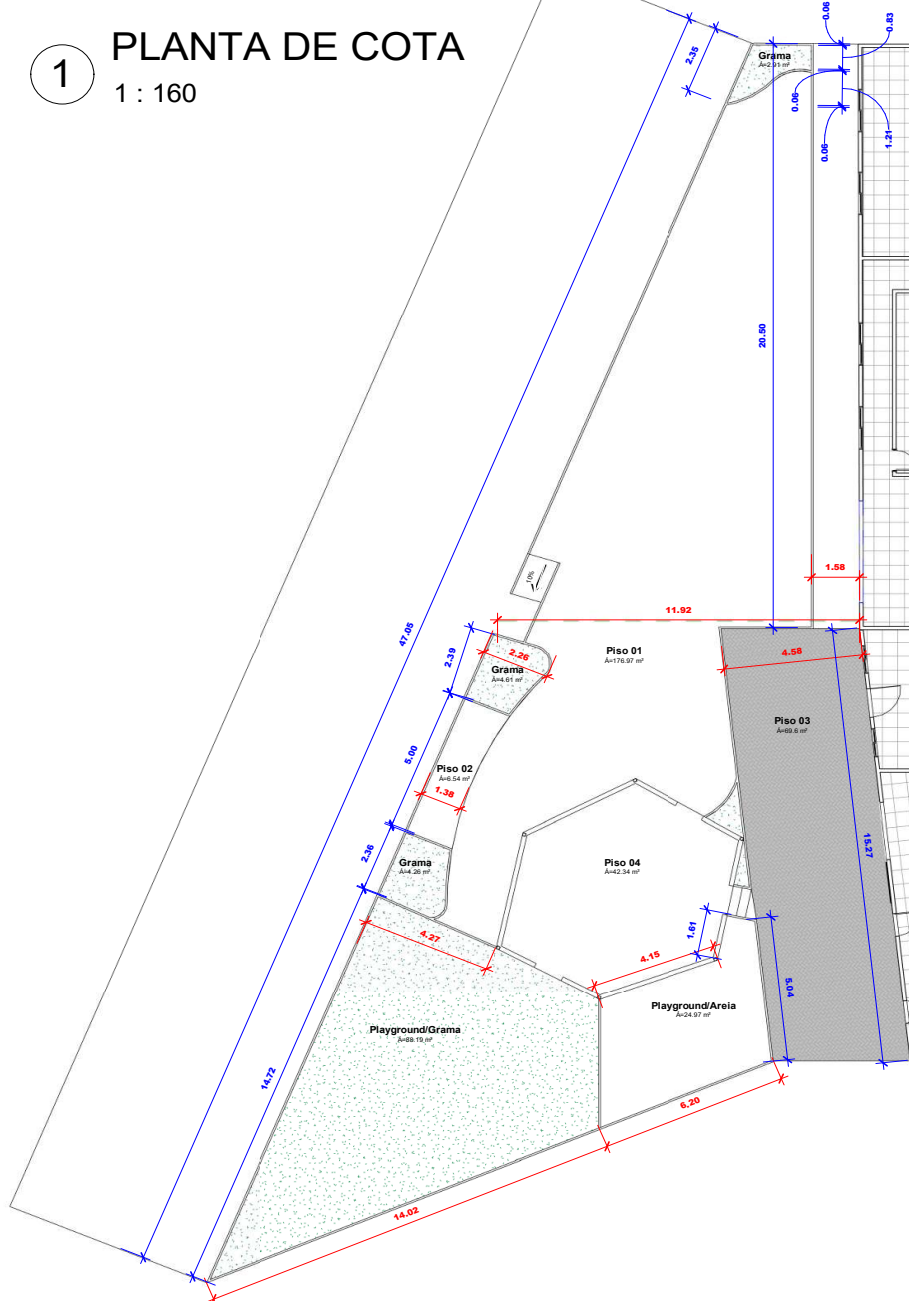 1
PLANTA DE COTA
1 : 160
0.06
0.83
2.35
Grama
A=2.91 m²
0.06
0.06
1.21
20.50
10%
1.58
11.92
47.05
2.39
2.26
Grama
A=4.61 m²
Piso 01
A=176.97 m²
4.58
Piso 03
A=69.6 m²
5.00
Piso 02
A=6.54 m²
1.38
2.36
Grama
A=4.26 m²
Piso 04
A=42.34 m²
15.27
4.27
1.61
4.15
5.04
Playground/Areia
A=24.97 m²
Playground/Grama
A=88.19 m²
14.72
6.20
14.02